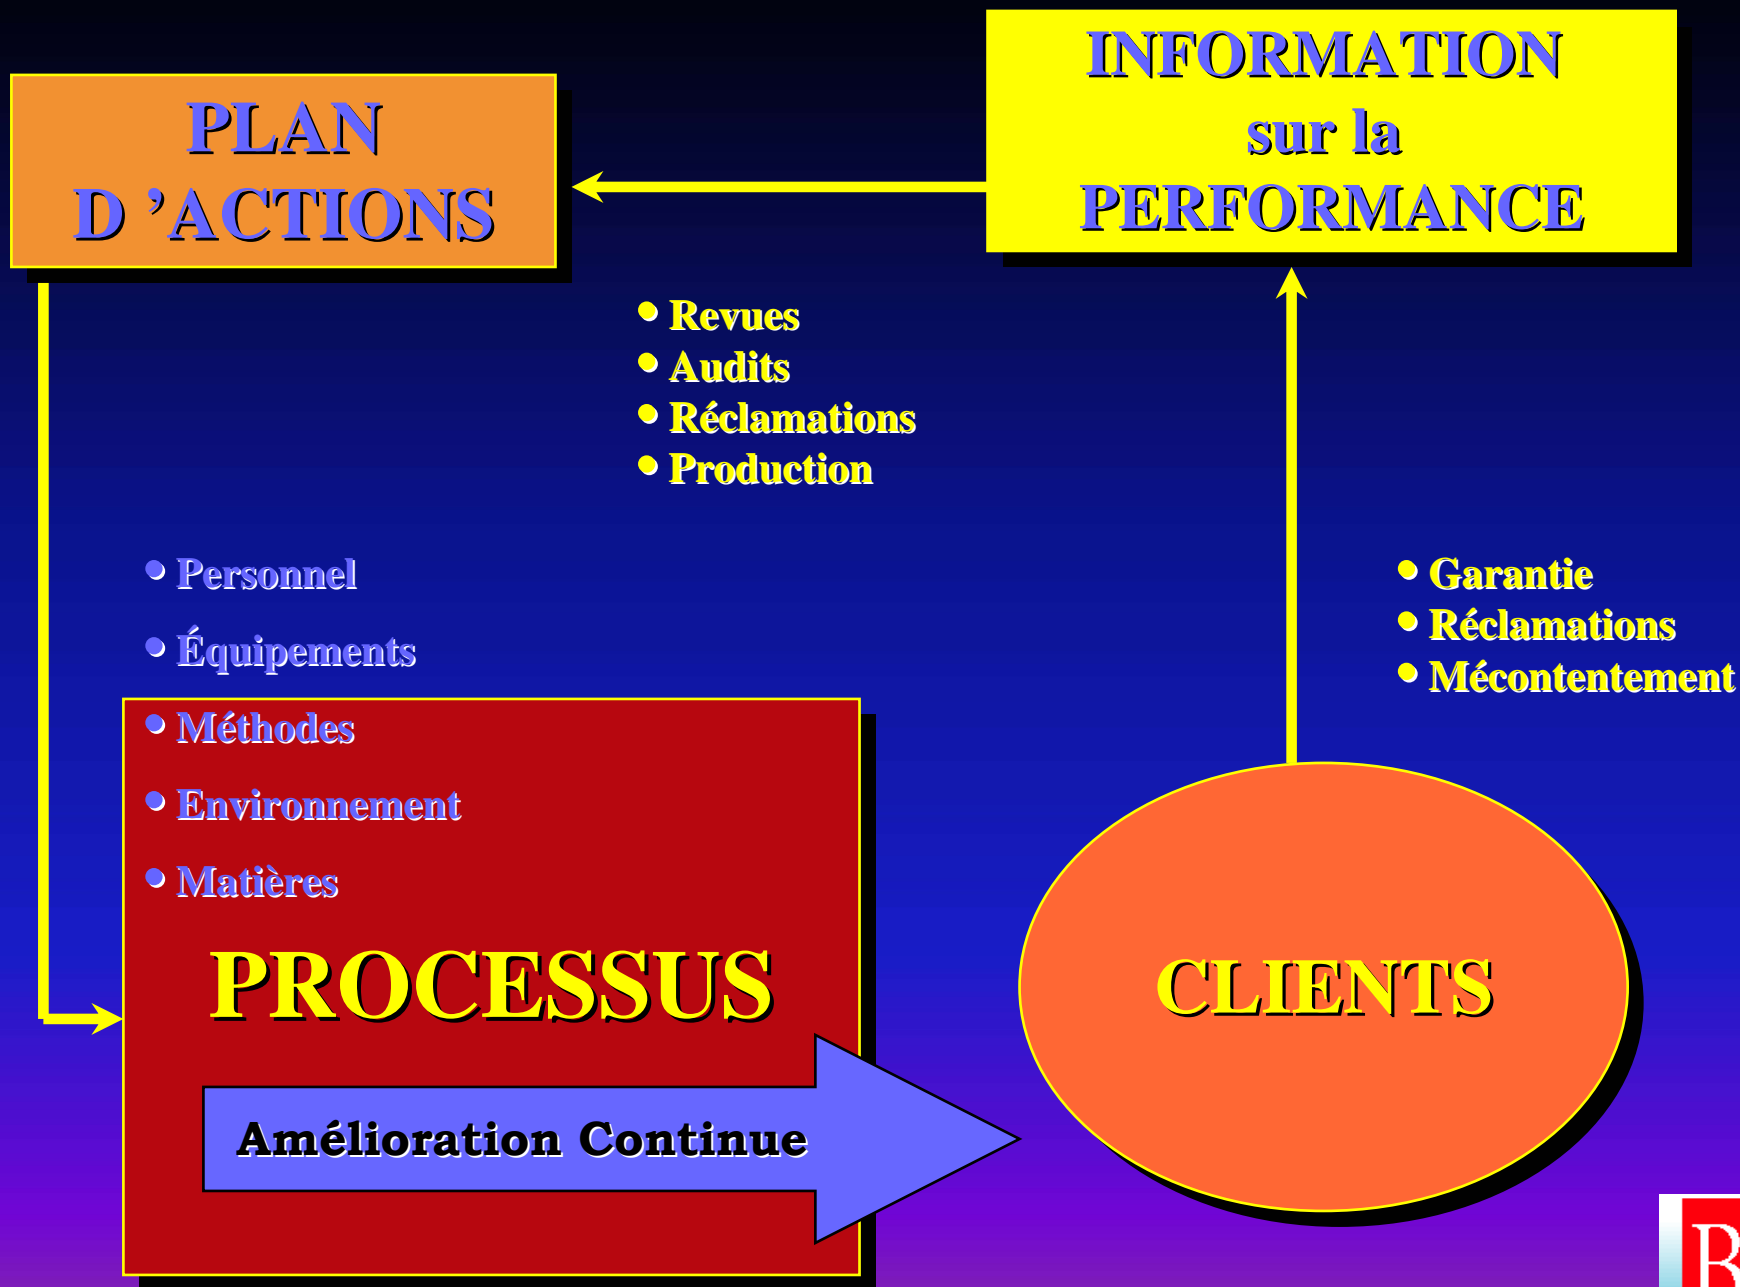 PLAN
D ’ACTIONS
INFORMATION
sur la
PERFORMANCE
• Revues
• Audits
• Réclamations
• Production
• Personnel
• Équipements
• Méthodes
• Environnement
• Matières
PROCESSUS
Amélioration Continue
• Garantie
• Réclamations
• Mécontentement
CLIENTS
B